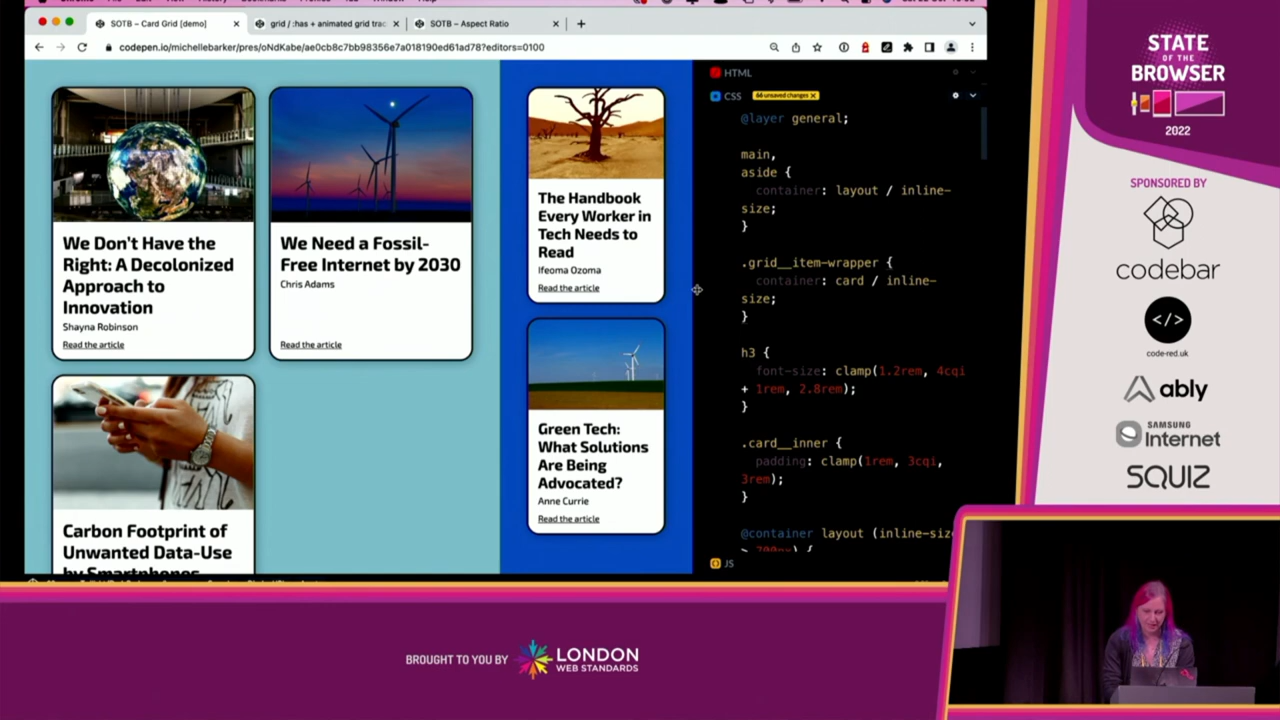 SOTB – Card Grid [demo]
grid / :has + animated grid trac
SOTB – Aspect Ratio
codepen.io/michellebarker/pres/oNdKabe/ae0cb8c7bb98356e7a018190ed61ad78?editors=0100
We Don't Have the
Right: A Decolonized
Approach to
Innovation
Shayna Robinson
Read the article
We Need a Fossil-
Free Internet by 2030
Chris Adams
Read the article
Carbon Footprint of
Unwanted Data-Use
by Smartphones
The Handbook
Every Worker in
Tech Needs to
Read
Ifeoma Ozoma
Read the article
Green Tech:
What Solutions
Are Being
Advocated?
Anne Currie
Read the article
HTML
CSS
66 unsaved changes X
@layer general;
main,
aside {
container: layout / inline-
size;
}
.grid__item-wrapper {
container: card / inline-
size;
}
h3 {
font-size: clamp(1.2rem, 4cqi
+ 1rem, 2.8rem);
}
.card__inner {
padding: clamp(1rem, 3cqi,
3rem);
}
@container layout (inline-size
> 700px) {
JS
STATE
OF THE
BROWSER
2022
SPONSORED BY
codebar
</>
code-red.uk
ably
SAMSUNG
Internet
SQUIZ
BROUGHT TO YOU BY
LONDON
WEB STANDARDS